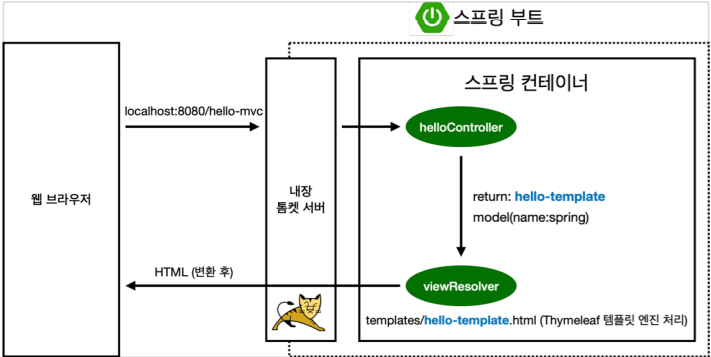 스프링 부트
스프링 컨테이너
localhost:8080/hello-mvc
helloController
웹 브라우저
내장
톰켓 서버
return: hello-template
model(name:spring)
HTML (변환 후)
viewResolver
templates/hello-template.html (Thymeleaf 템플릿 엔진 처리)